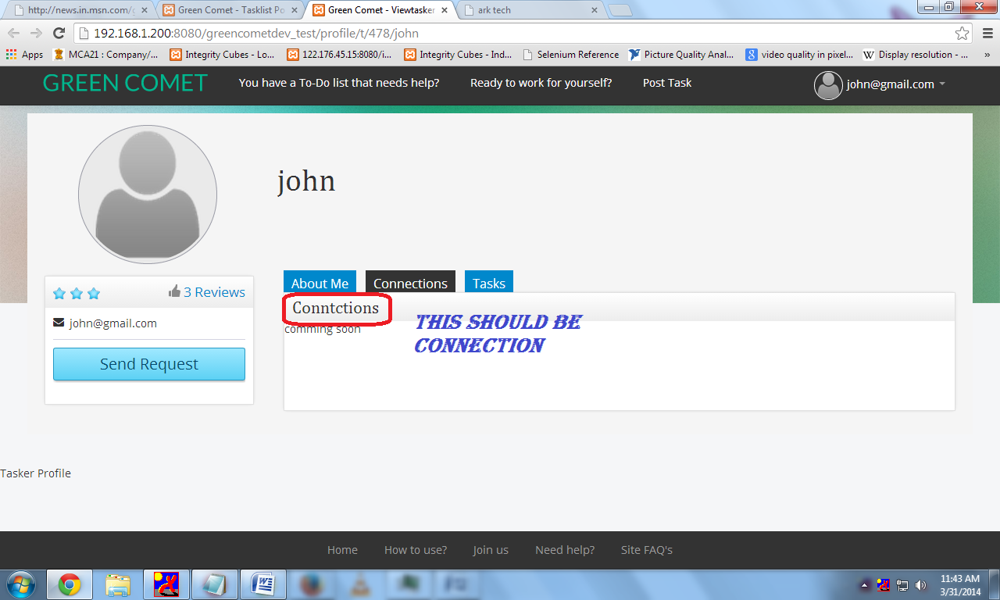 http://news.in.msn.com/g
Green Comet - Tasklist Po
Green Comet - Viewtasker
ark tech
192.168.1.200:8080/greencometdev_test/profile/t/478/john
Apps
MCA21 : Company/...
Integrity Cubes - Lo...
122.176.45.15:8080/i...
Integrity Cubes - Ind...
Selenium Reference
Picture Quality Anal...
video quality in pixel...
Display resolution - ...
»
GREEN COMET
You have a To-Do list that needs help?
Ready to work for yourself?
Post Task
john@gmail.com
john
About Me
Connections
Tasks
3 Reviews
Conntctions
comming soon
THIS SHOULD BE
CONNECTION
john@gmail.com
Send Request
Tasker Profile
Home
How to use?
Join us
Need help?
Site FAQ's
11:43 AM
3/31/2014